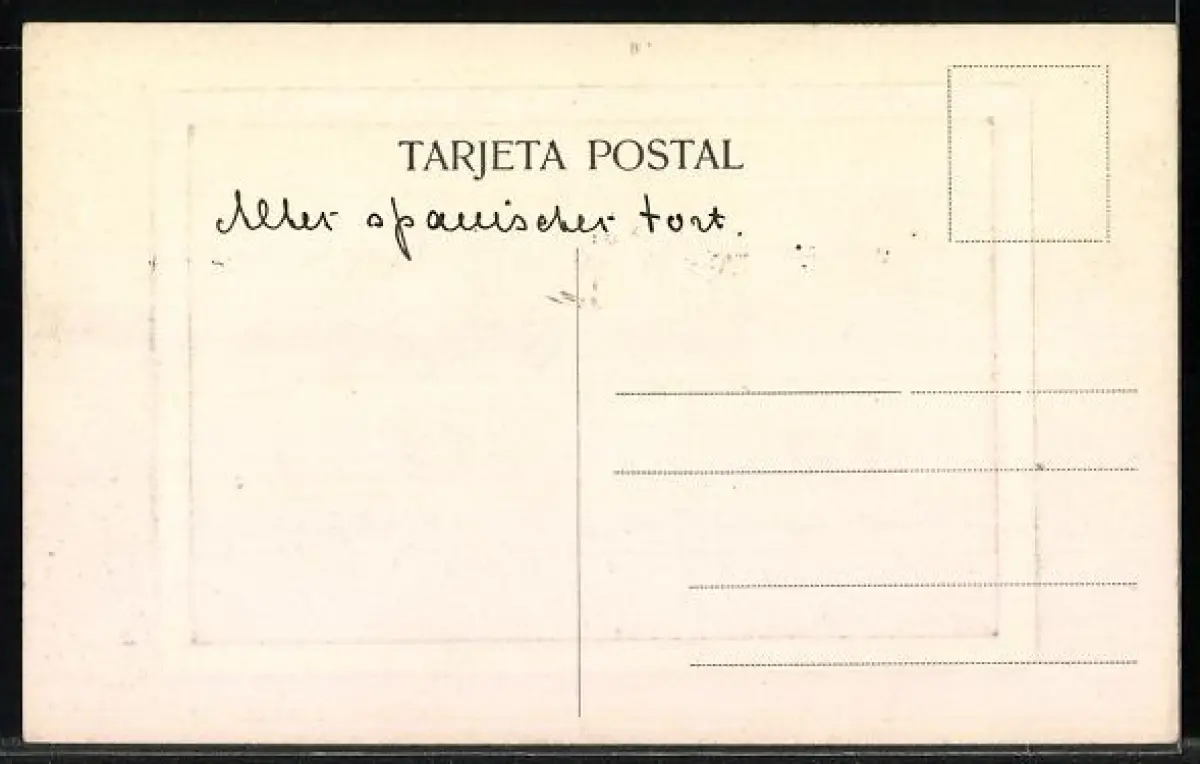 TARJETA POSTAL
Alter spanischer Fort.